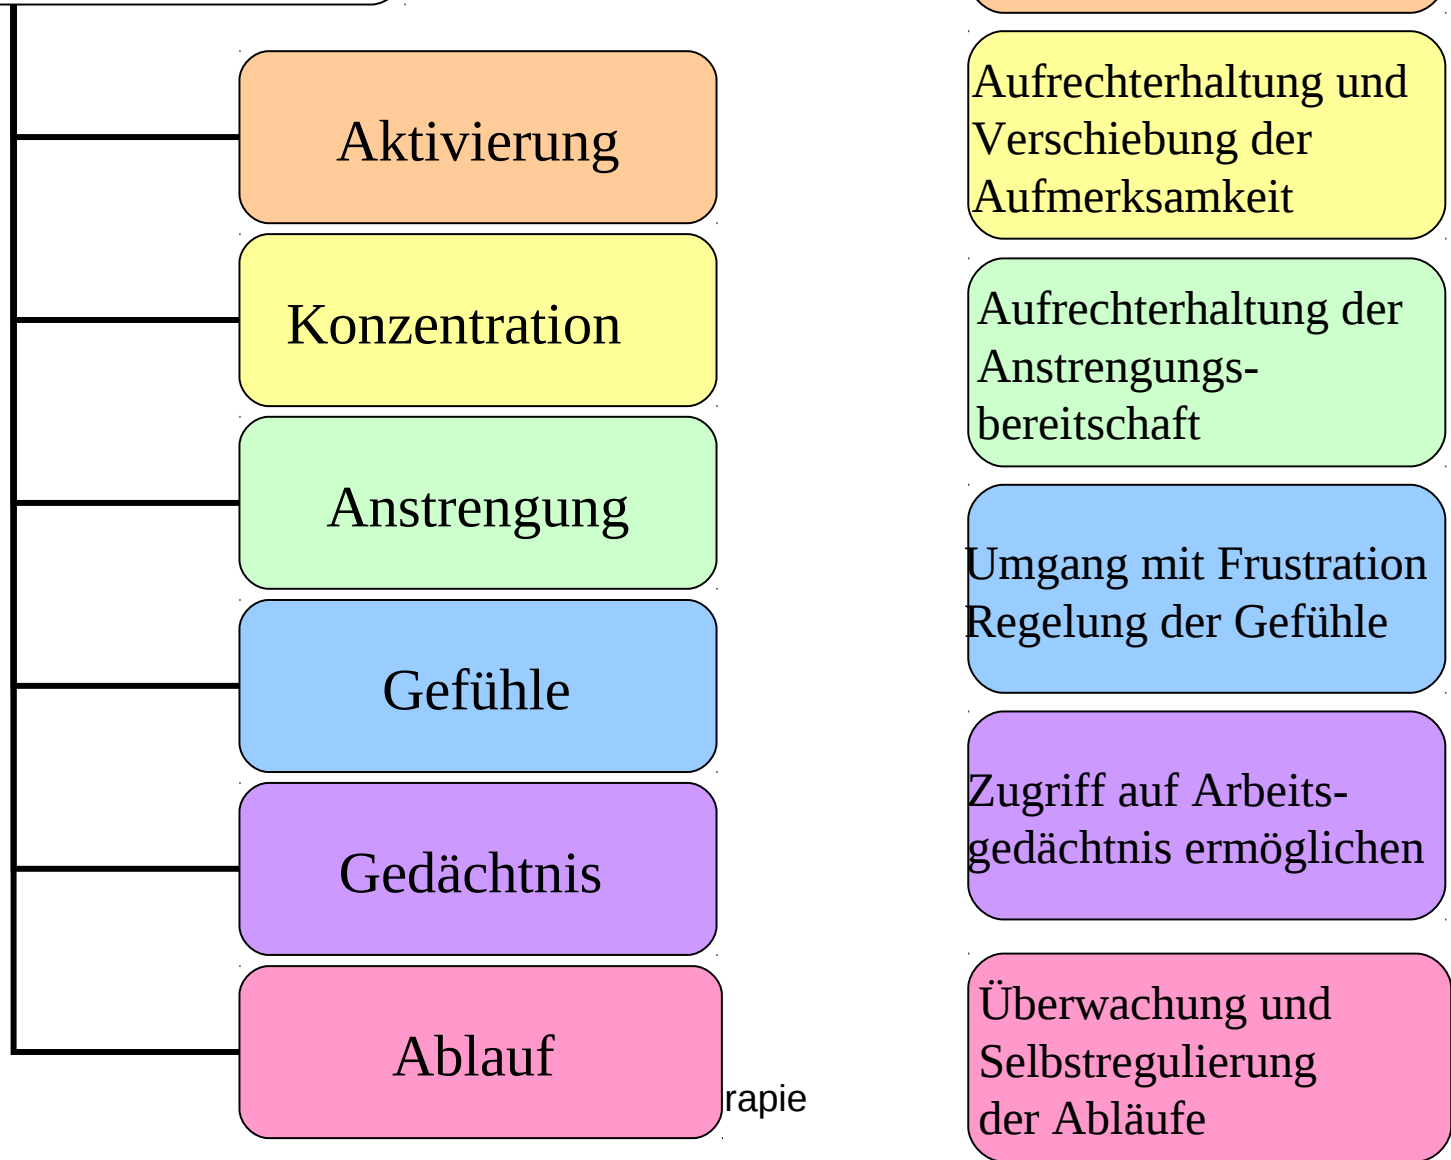 Aktivierung
Konzentration
Anstrengung
Gefühle
Gedächtnis
Ablauf
rapie
Aufrechterhaltung und
Verschiebung der
Aufmerksamkeit
Aufrechterhaltung der
Anstrengungs-
bereitschaft
Umgang mit Frustration
Regelung der Gefühle
Zugriff auf Arbeits-
gedächtnis ermöglichen
Überwachung und
Selbstregulierung
der Abläufe